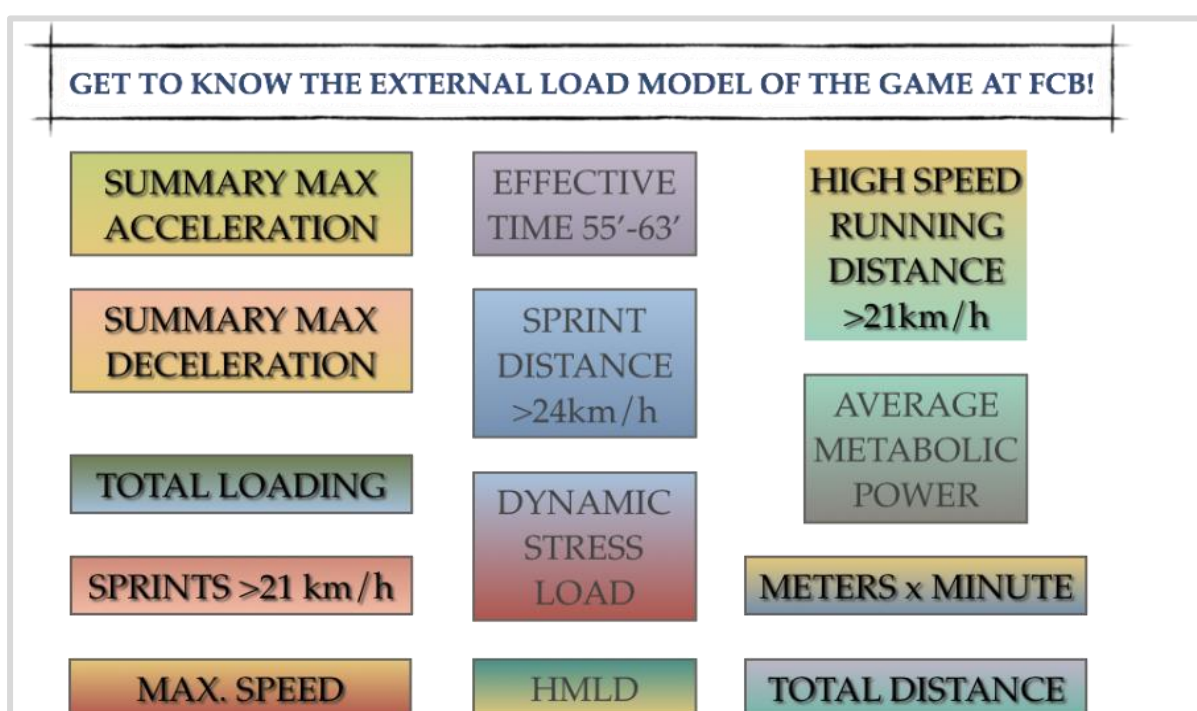 GET TO KNOW THE EXTERNAL LOAD MODEL OF THE GAME AT FCB!
SUMMARY MAX
ACCELERATION
SUMMARY MAX
DECELERATION
TOTAL LOADING
SPRINTS >21 km/h
MAX. SPEED
EFFECTIVE
TIME 55′-63′
SPRINT
DISTANCE
>24km/h
DYNAMIC
STRESS
LOAD
HMLD
HIGH SPEED
RUNNING
DISTANCE
>21km/h
AVERAGE
METABOLIC
POWER
METERS x MINUTE
TOTAL DISTANCE